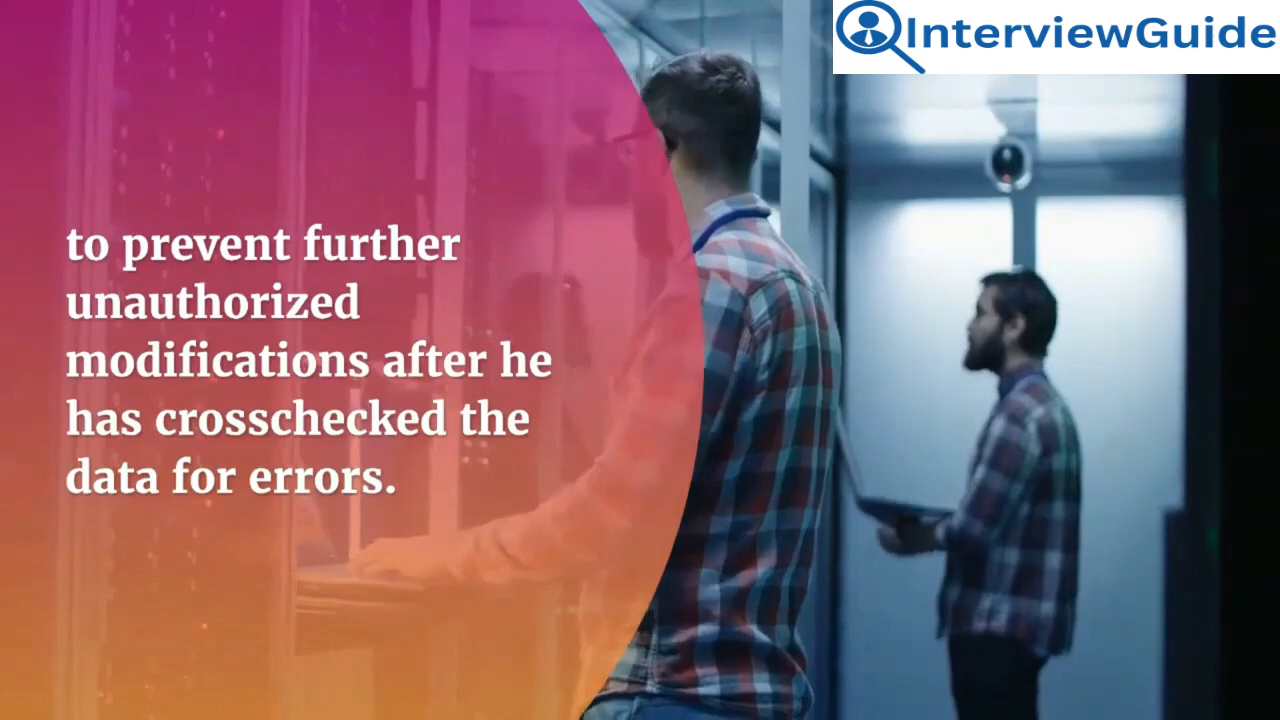 InterviewGuide
to prevent further
unauthorized
modifications after he
has crosschecked the
data for errors.